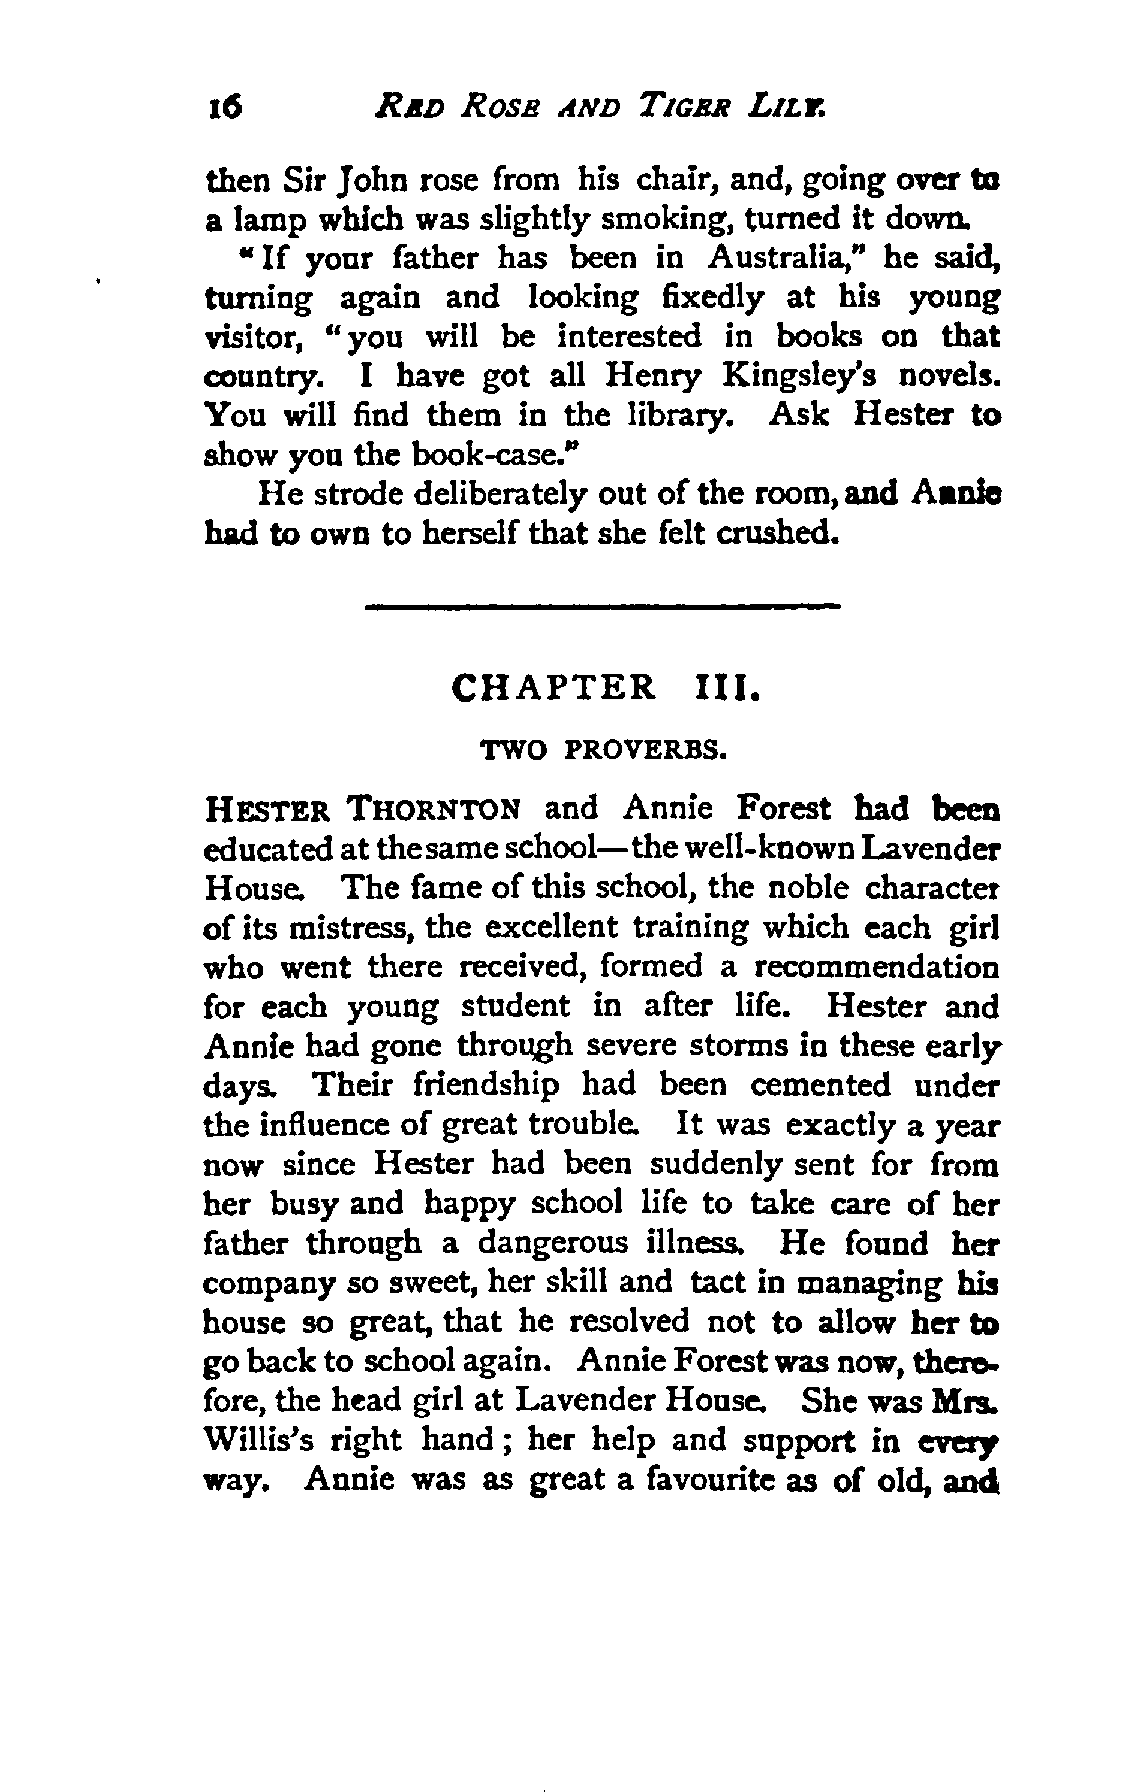 16 RED ROSE AND TIGER LILY.
then Sir John rose from his chair, and, going over to
a lamp which was slightly smoking, turned it down.
"If your father has been in Australia," he said,
turning again and looking fixedly at his young
visitor, "you will be interested in books on that
country. I have got all Henry Kingsley's novels.
You will find them in the library. Ask Hester to
show you the book-case."
He strode deliberately out of the room, and Annie
had to own to herself that she felt crushed.
CHAPTER III.
TWO PROVERBS.
HESTER THORNTON and Annie Forest had been
educated at the same school—the well-known Lavender
House. The fame of this school, the noble character
of its mistress, the excellent training which each girl
who went there received, formed a recommendation
for each young student in after life. Hester and
Annie had gone through severe storms in these early
days. Their friendship had been cemented under
the influence of great trouble. It was exactly a year
now since Hester had been suddenly sent for from
her busy and happy school life to take care of her
father through a dangerous illness. He found her
company so sweet, her skill and tact in managing his
house so great, that he resolved not to allow her to
go back to school again. Annie Forest was now, there-
fore, the head girl at Lavender House. She was Mrs.
Willis's right hand; her help and support in every
way. Annie was as great a favourite as of old, and